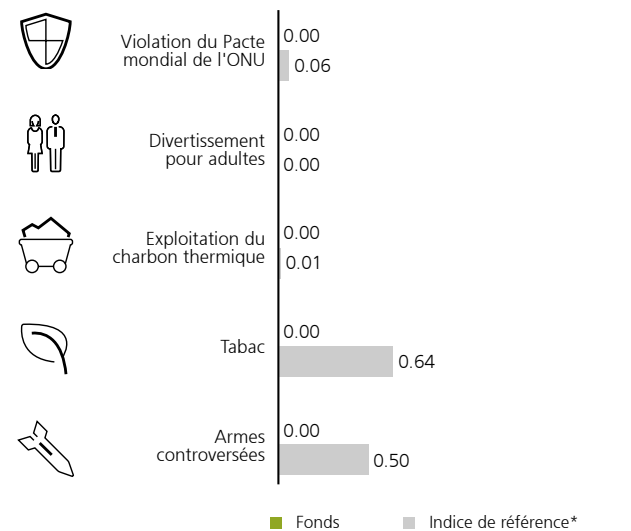 Violation du Pacte
mondial de l'ONU
0.00
0.06
Divertissement
pour adultes
0.00
0.00
Exploitation du
charbon thermique
0.00
0.01
Tabac
0.00
0.64
Armes
controversées
0.00
0.50
Fonds
Indice de référence*